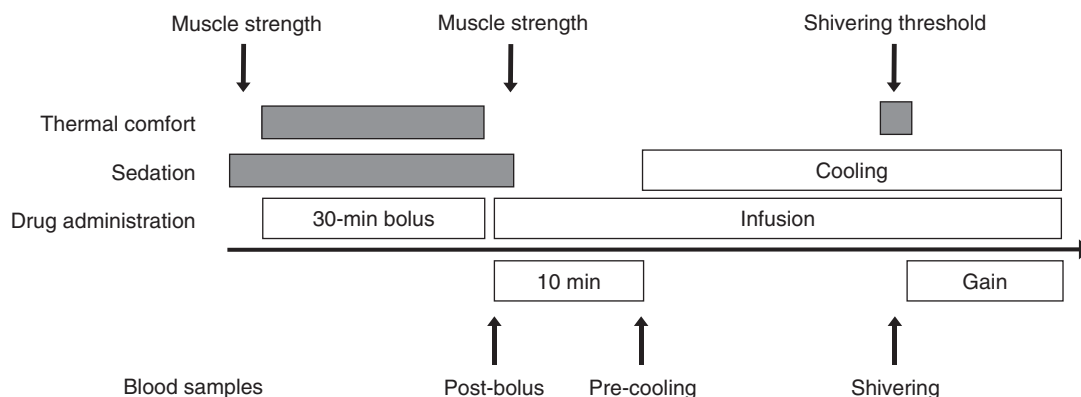 Muscle strength Muscle strength Shivering threshold
Thermal comfort
Sedation Cooling
Drug administration 30-min bolus Infusion
10 min Gain
Blood samples Post-bolus Pre-cooling Shivering